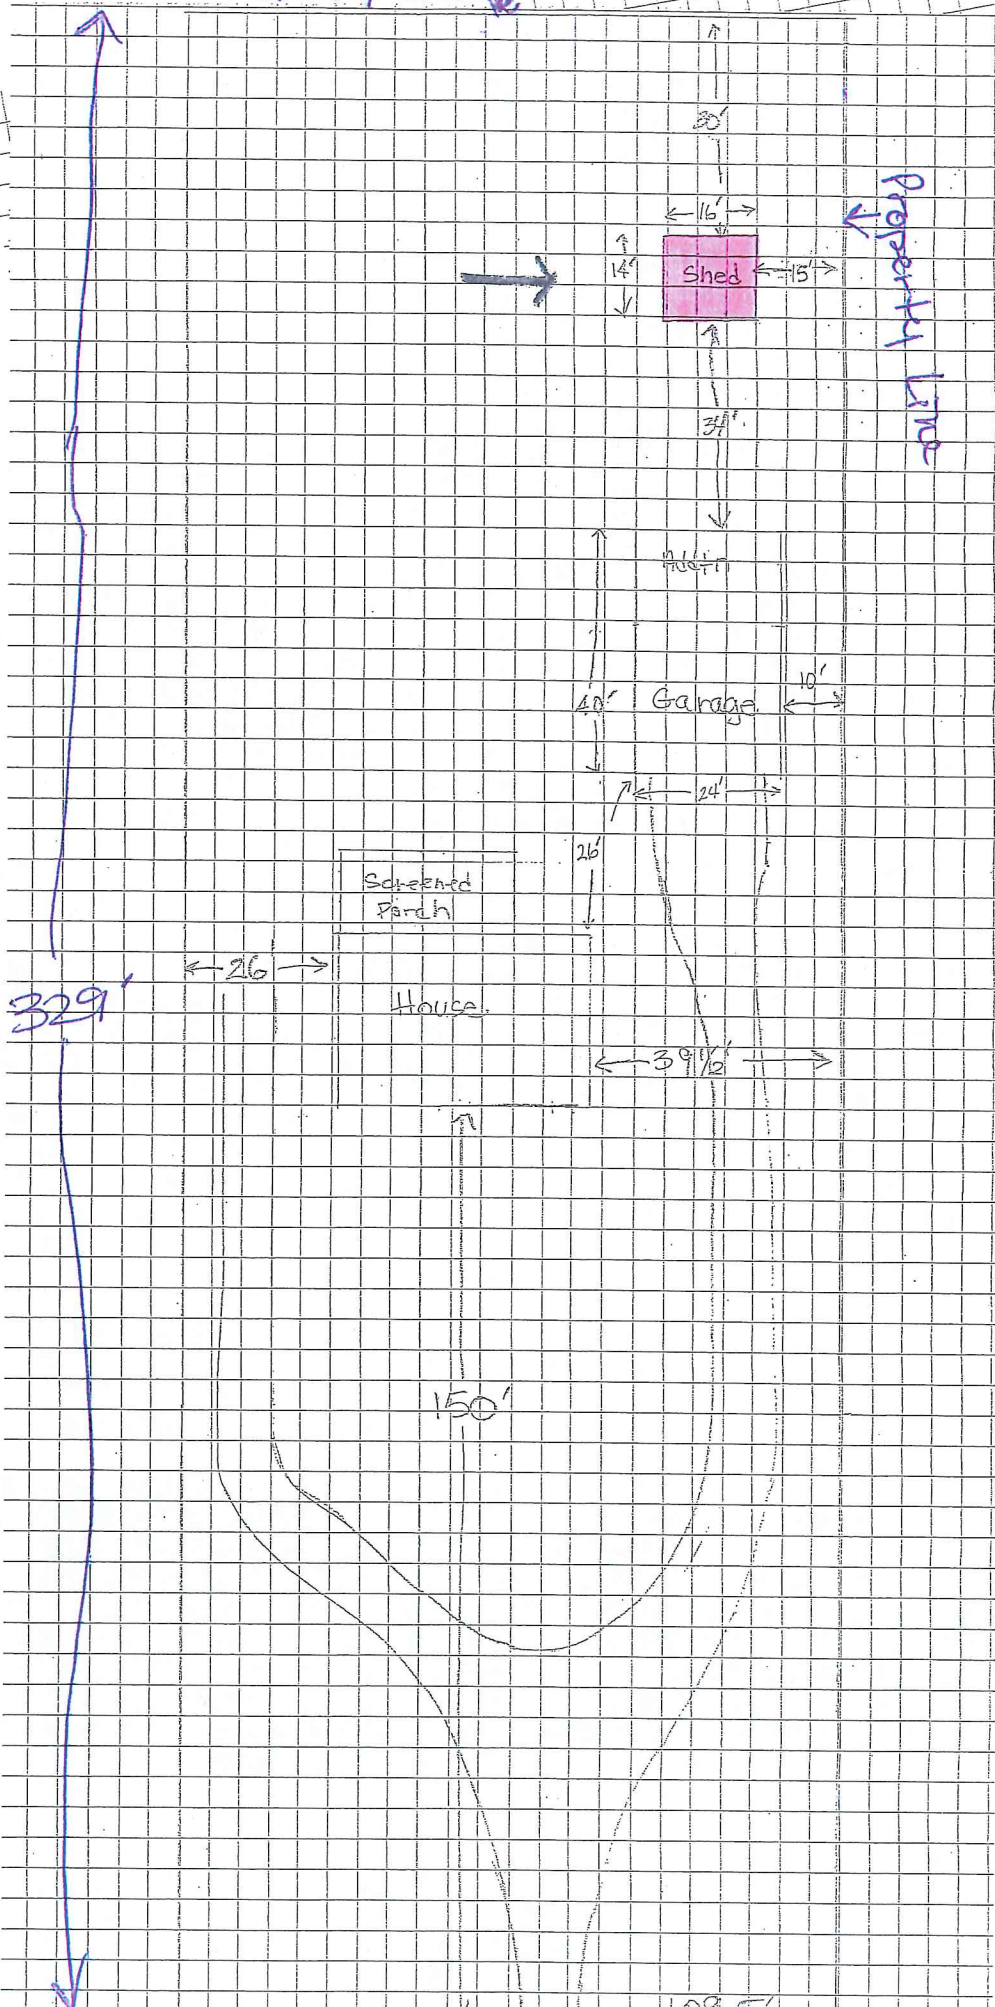 30'
16'
Property Line
14'
Shed
15'
40'
Garage
10'
24'
26'
Screened
Porch
26
329'
House
39 1/2'
150'